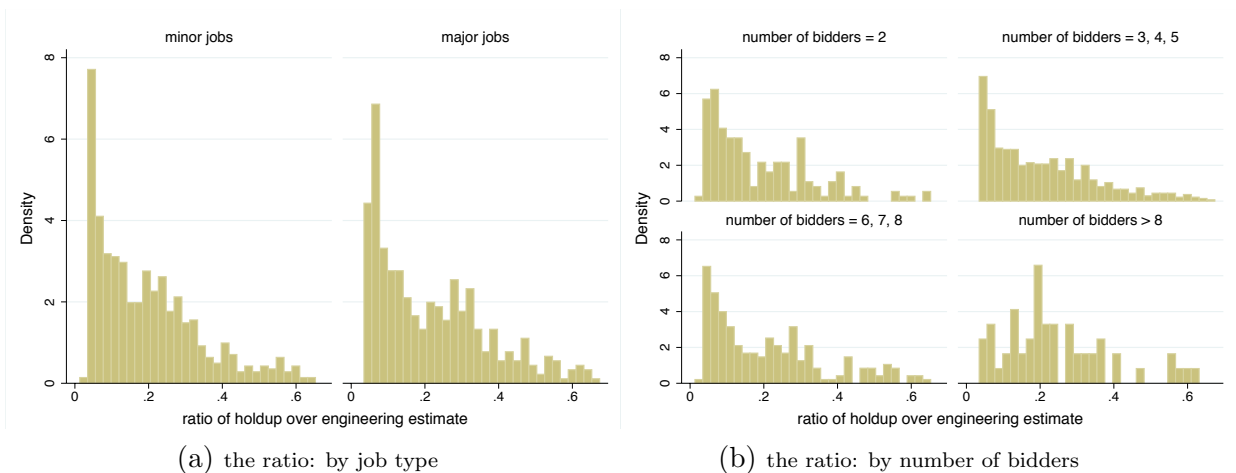 minor jobs
major jobs
Density
8
6
4
2
0
0 .2 .4 .6
0 .2 .4 .6
ratio of holdup over engineering estimate
(a) the ratio: by job type
number of bidders = 2
number of bidders = 3, 4, 5
number of bidders = 6, 7, 8
number of bidders > 8
Density
8
6
4
2
0
8
6
4
2
0
0 .2 .4 .6
0 .2 .4 .6
ratio of holdup over engineering estimate
(b) the ratio: by number of bidders